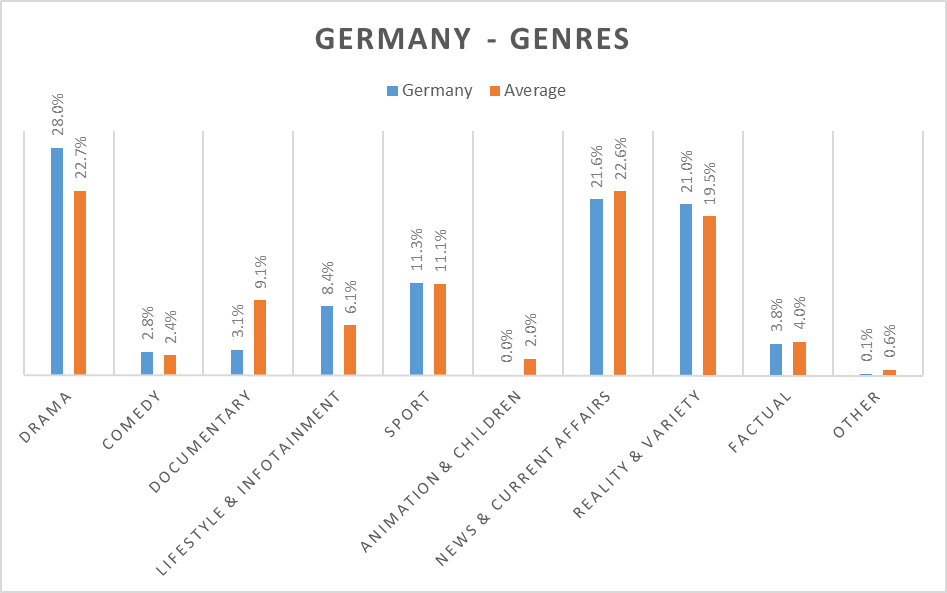 GERMANY - GENRES
Germany Average
28.0%
22.7%
2.8%
2.4%
3.1%
9.1%
8.4%
6.1%
11.3%
11.1%
0.0%
2.0%
21.6%
22.6%
21.0%
19.5%
3.8%
4.0%
0.1%
0.6%
DRAMA
COMEDY
DOCUMENTARY
LIFESTYLE & INFOTAINMENT
SPORT
ANIMATION & CHILDREN
NEWS & CURRENT AFFAIRS
REALITY & VARIETY
FACTUAL
OTHER